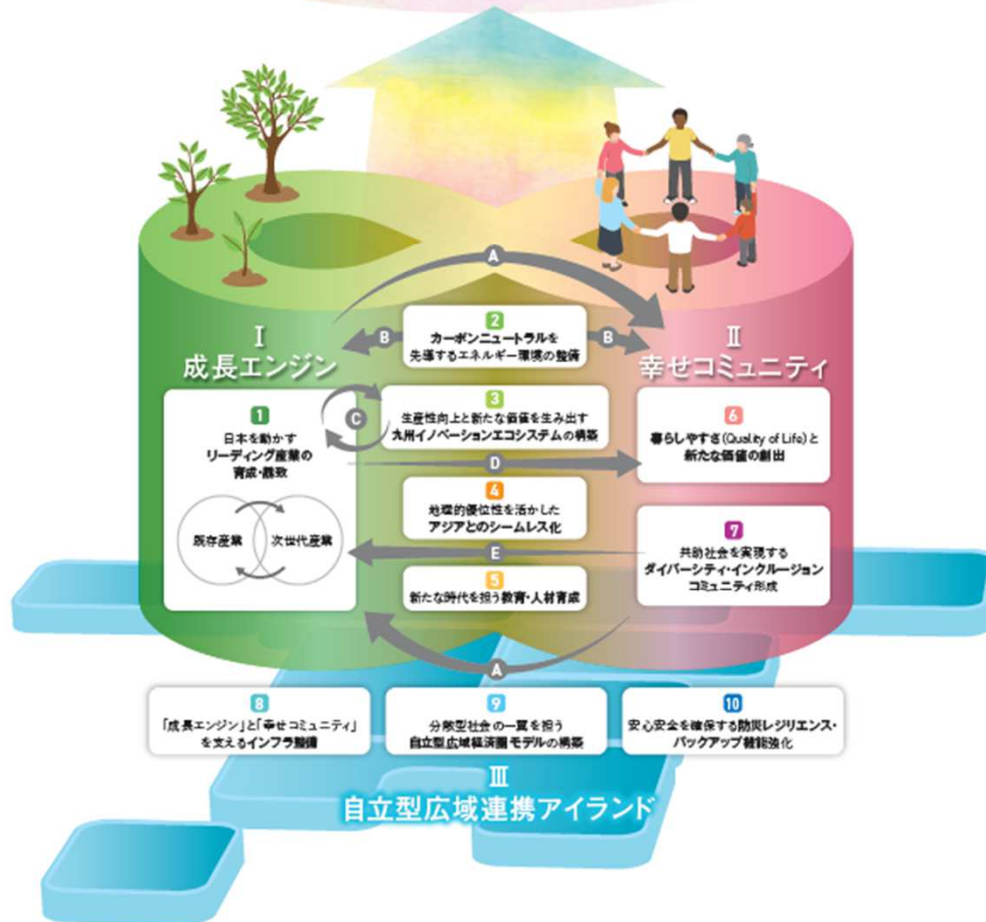 A
I
成長エンジン
II
幸せコミュニティ
B
2
カーボンニュートラルを
先導するエネルギー環境の整備
B
1
日本を動かす
リーディング産業の
育成・誘致
既存産業
次世代産業
C
3
生産性向上と新たな価値を生み出す
九州イノベーションエコシステムの構築
D
4
地理的優位性を活かした
アジアとのシームレス化
E
5
新たな時代を担う教育・人材育成
A
6
暮らしやすさ(Quality of Life)と
新たな価値の創出
7
共助社会を実現する
ダイバーシティ・インクルージョン
コミュニティ形成
8
「成長エンジン」と「幸せコミュニティ」
を支えるインフラ整備
9
分散型社会の一翼を担う
自立型広域経済圏モデルの構築
10
安心安全を確保する防災レジリエンス・
バックアップ機能強化
III
自立型広域連携アイランド